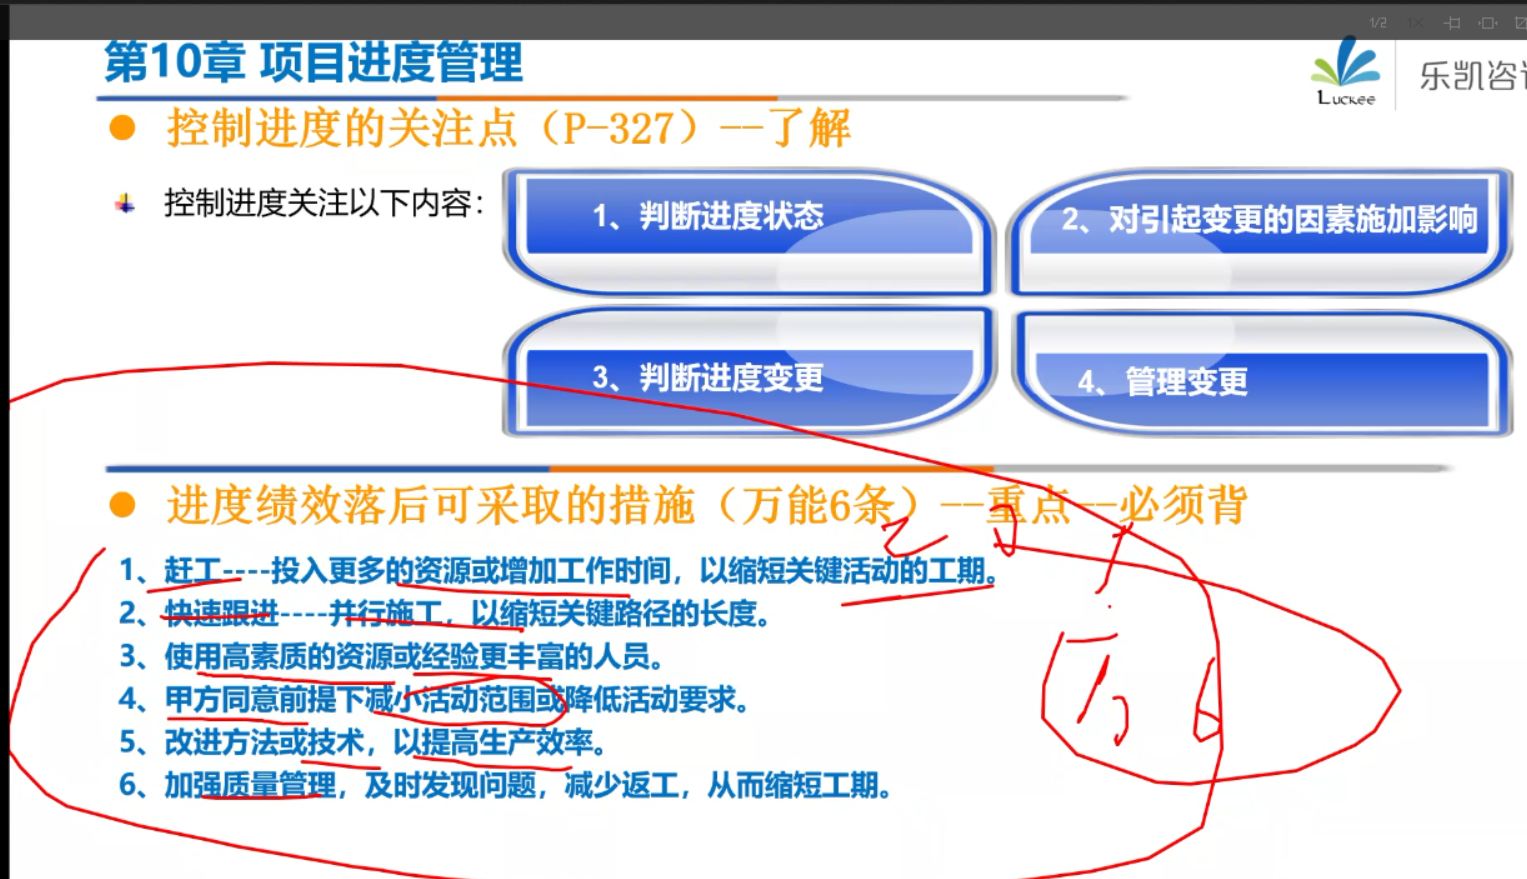 1/2
第10章 项目进度管理
Luckee
乐凯咨
控制进度的关注点（P-327）--了解
控制进度关注以下内容：
1、判断进度状态
2、对引起变更的因素施加影响
3、判断进度变更
4、管理变更
进度绩效落后可采取的措施（万能6条）--重点--必须背
1、赶工----投入更多的资源或增加工作时间，以缩短关键活动的工期。
2、快速跟进----并行施工，以缩短关键路径的长度。
3、使用高素质的资源或经验更丰富的人员。
4、甲方同意前提下减小活动范围或降低活动要求。
5、改进方法或技术，以提高生产效率。
6、加强质量管理，及时发现问题，减少返工，从而缩短工期。
万6